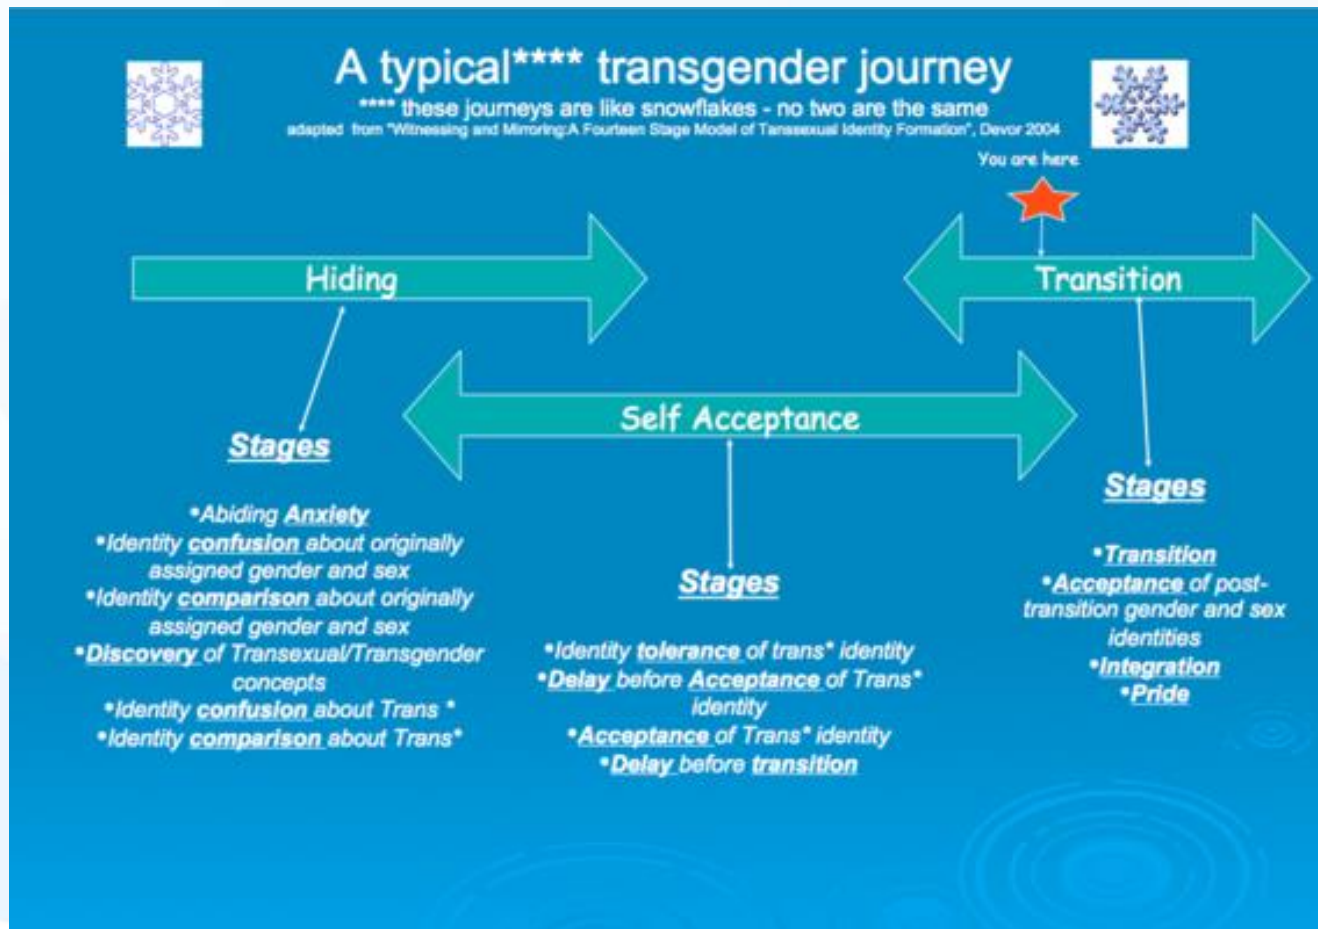 A typical**** transgender journey
**** these journeys are like snowflakes - no two are the same
adapted from "Witnessing and Mirroring:A Fourteen Stage Model of Tanssexual Identity Formation", Devor 2004
You are here
Hiding
Transition
Self Acceptance
Stages
•Abiding Anxiety
•Identity confusion about originally
assigned gender and sex
•Identity comparison about originally
assigned gender and sex
•Discovery of Transexual/Transgender
concepts
•Identity confusion about Trans *
•Identity comparison about Trans*
Stages
•Identity tolerance of trans* identity
•Delay before Acceptance of Trans*
identity
•Acceptance of Trans* identity
•Delay before transition
Stages
•Transition
•Acceptance of post-
transition gender and sex
identities
•Integration
•Pride